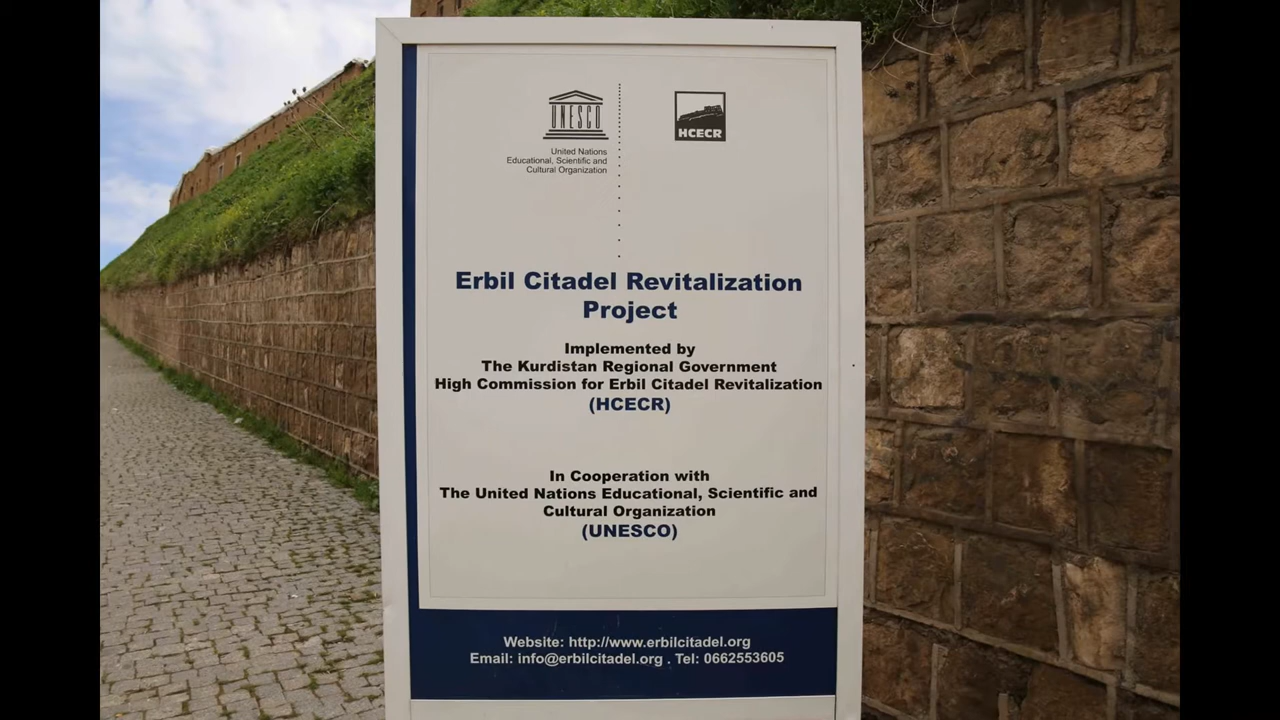 UNESCO
United Nations
Educational, Scientific and
Cultural Organization
HCECR
Erbil Citadel Revitalization
Project
Implemented by
The Kurdistan Regional Government
High Commission for Erbil Citadel Revitalization
(HCECR)
In Cooperation with
The United Nations Educational, Scientific and
Cultural Organization
(UNESCO)
Website: http://www.erbilcitadel.org
Email: info@erbilcitadel.org . Tel: 0662553605